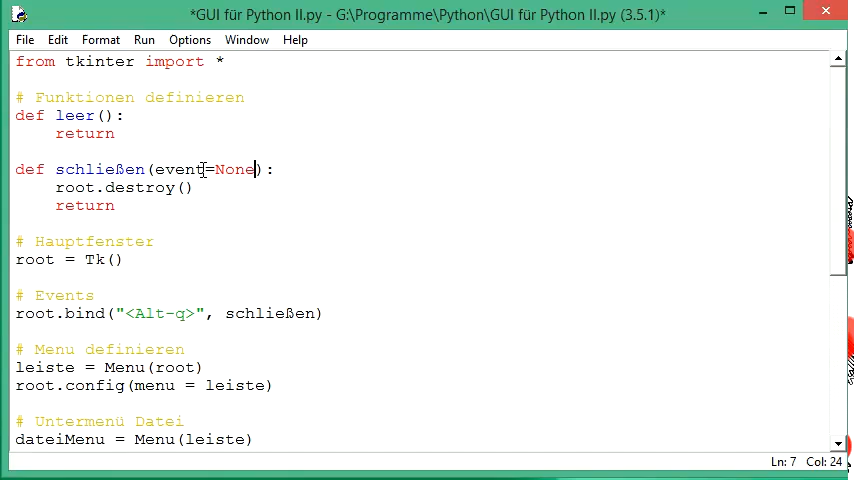 *GUI für Python II.py - G:\Programme\Python\GUI für Python II.py (3.5.1)*
File Edit Format Run Options Window Help
from tkinter import *
# Funktionen definieren
def leer():
    return
def schließen(event=None):
    root.destroy()
    return
# Hauptfenster
root = Tk()
# Events
root.bind("<Alt-q>", schließen)
# Menu definieren
leiste = Menu(root)
root.config(menu = leiste)
# Untermenü Datei
dateiMenu = Menu(leiste)
Ln: 7 Col: 24